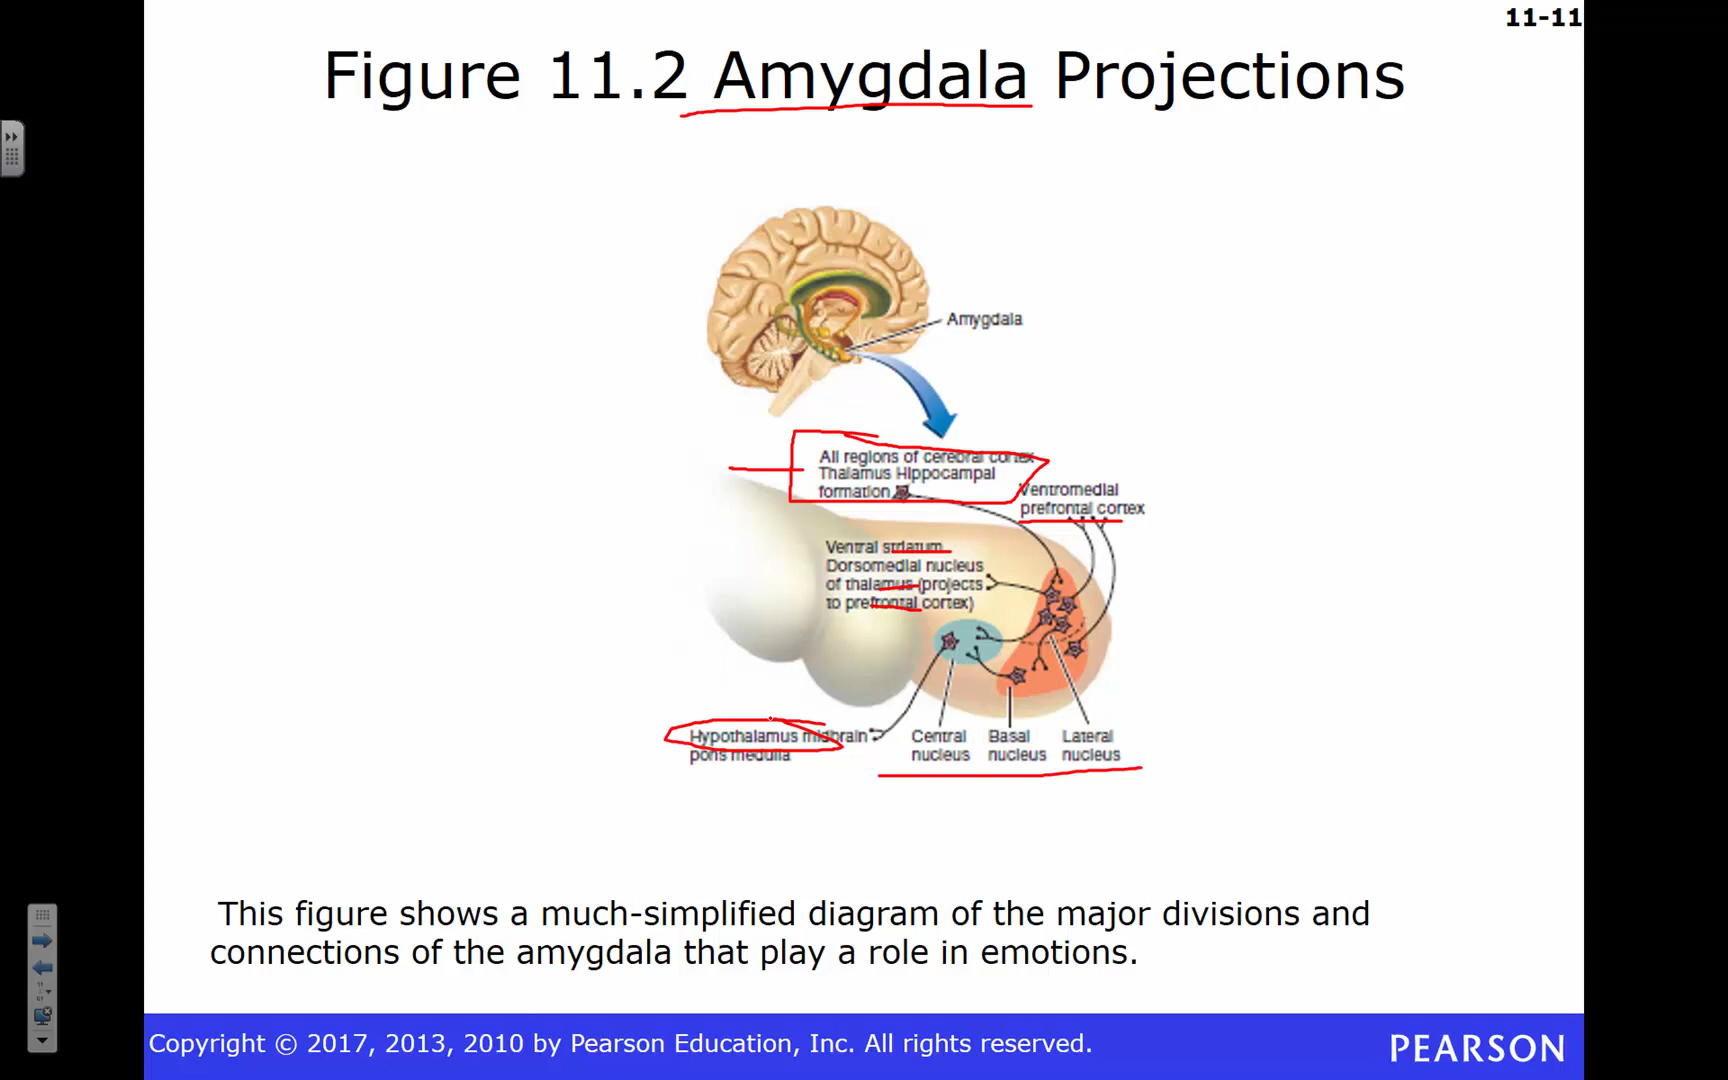 11-11
Figure 11.2 Amygdala Projections
Amygdala
All regions of cerebral cortex
Thalamus Hippocampal
formation
Ventromedial
prefrontal cortex
Ventral striatum
Dorsomedial nucleus
of thalamus (projects
to prefrontal cortex)
Hypothalamus midbrain
pons medulla
Central
nucleus
Basal
nucleus
Lateral
nucleus
This figure shows a much-simplified diagram of the major divisions and
connections of the amygdala that play a role in emotions.
Copyright © 2017, 2013, 2010 by Pearson Education, Inc. All rights reserved.
PEARSON